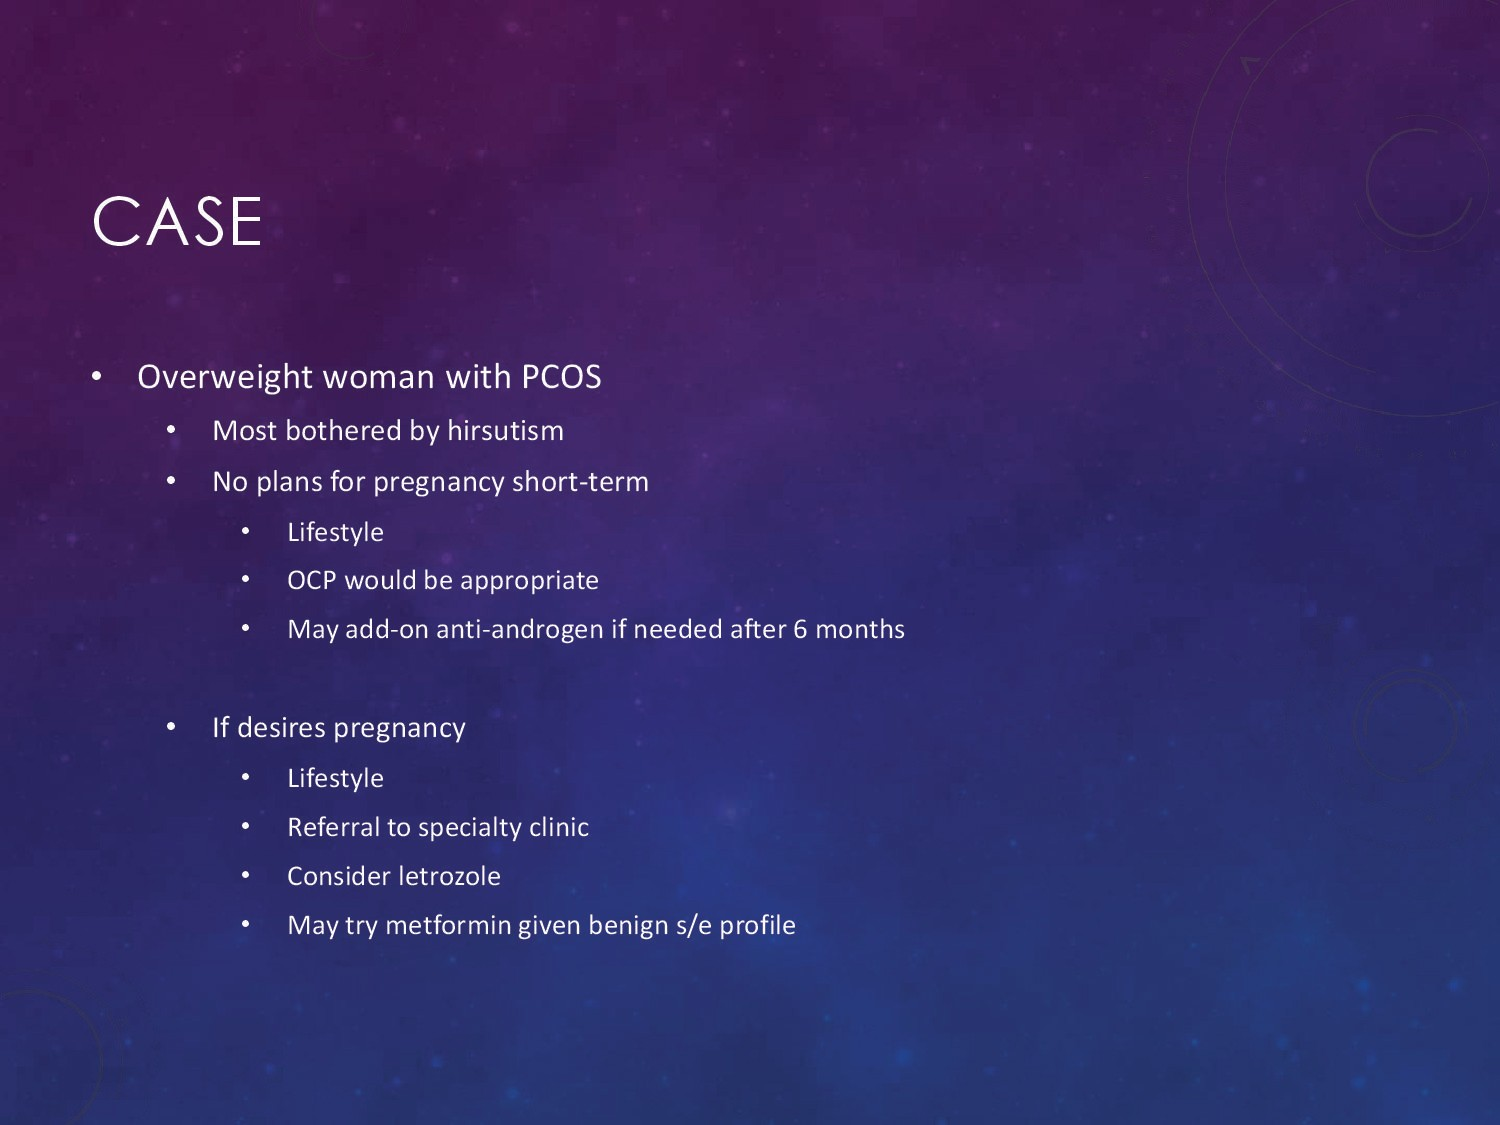 CASE
• Overweight woman with PCOS
• Most bothered by hirsutism
• No plans for pregnancy short-term
• Lifestyle
• OCP would be appropriate
• May add-on anti-androgen if needed after 6 months
• If desires pregnancy
• Lifestyle
• Referral to specialty clinic
• Consider letrozole
• May try metformin given benign s/e profile